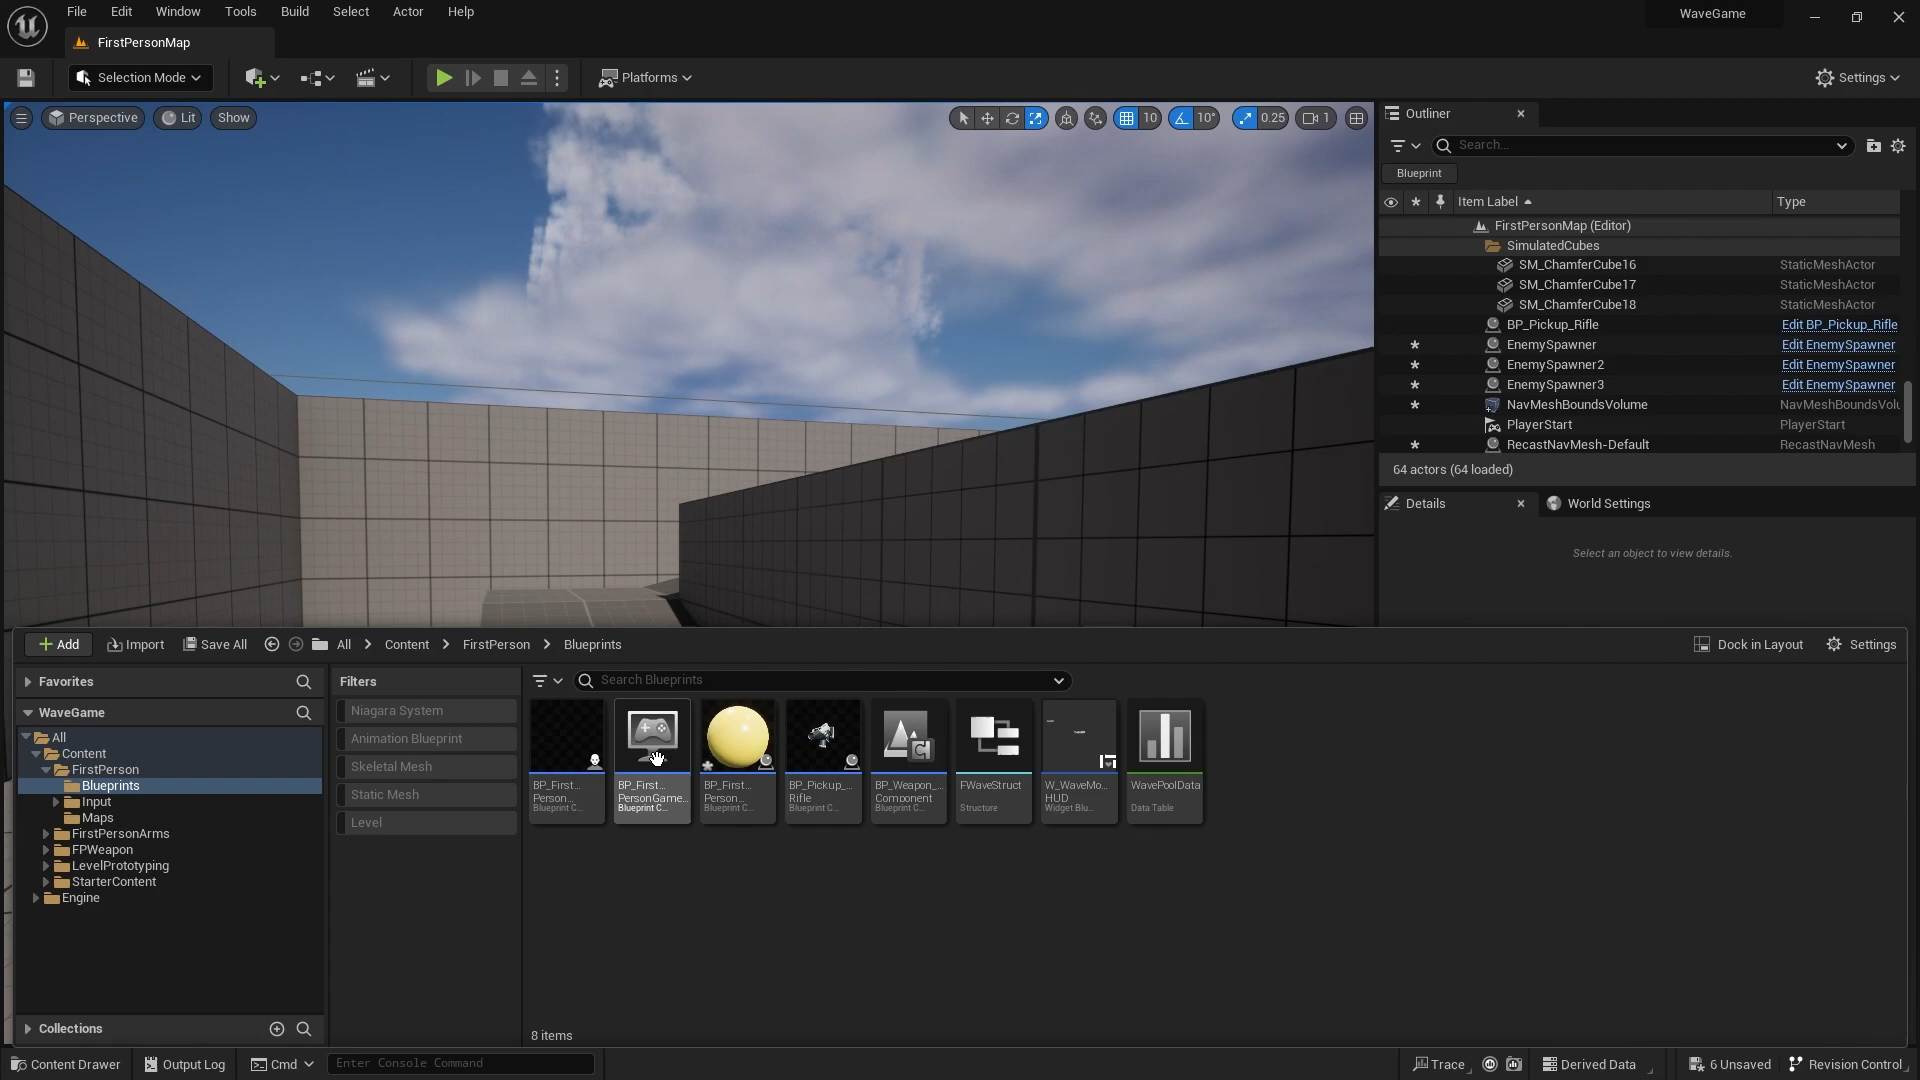 File Edit Window Tools Build Select Actor Help
WaveGame
FirstPersonMap
Selection Mode
Platforms
Settings
Perspective Lit Show
10 10° 0.25 1
Outliner
Search...
Blueprint
Item Label Type
FirstPersonMap (Editor)
SimulatedCubes
SM_ChamferCube16 StaticMeshActor
SM_ChamferCube17 StaticMeshActor
SM_ChamferCube18 StaticMeshActor
BP_Pickup_Rifle Edit BP_Pickup_Rifle
EnemySpawner Edit EnemySpawner
EnemySpawner2 Edit EnemySpawner
EnemySpawner3 Edit EnemySpawner
NavMeshBoundsVolume NavMeshBoundsVolu
PlayerStart PlayerStart
RecastNavMesh-Default RecastNavMesh
64 actors (64 loaded)
Details World Settings
Select an object to view details.
Add Import Save All All Content FirstPerson Blueprints
Dock in Layout Settings
Favorites
WaveGame
All
Content
FirstPerson
Blueprints
Input
Maps
FirstPersonArms
FPWeapon
LevelPrototyping
StarterContent
Engine
Collections
Filters
Niagara System
Animation Blueprint
Skeletal Mesh
Static Mesh
Level
Search Blueprints
BP_First...
Person...
Blueprint C...
BP_First...
PersonGame...
Blueprint C...
BP_First...
Person...
Blueprint C...
BP_Pickup_...
Rifle
Blueprint C...
BP_Weapon_...
Component
Blueprint C...
FWaveStruct
Structure
W_WaveMo...
HUD
Widget Blu...
WavePoolData
Data Table
8 items
Content Drawer Output Log Cmd Enter Console Command
Trace Derived Data 6 Unsaved Revision Control